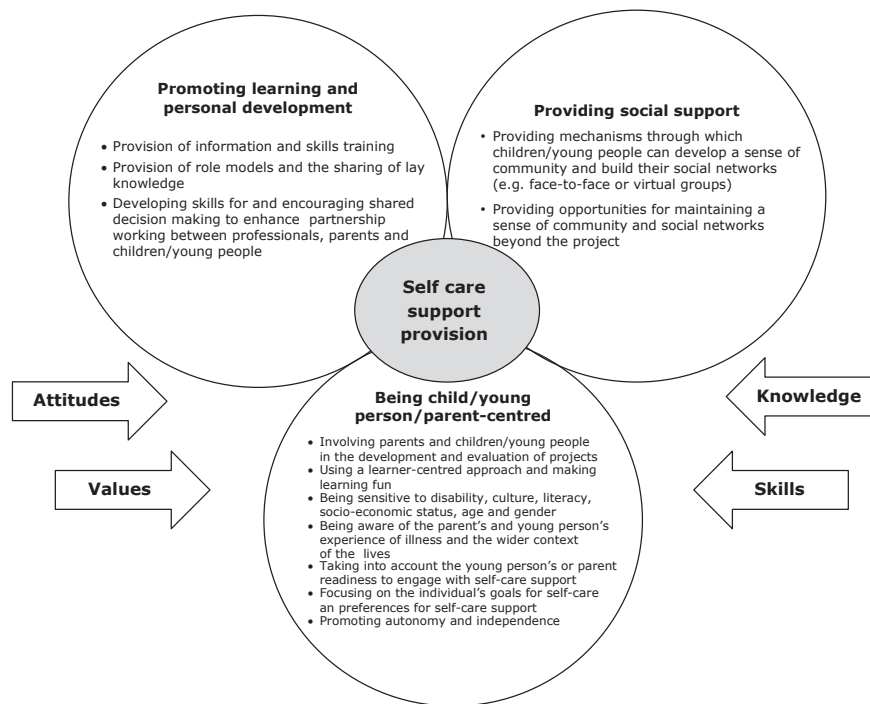 Promoting learning and
personal development
• Provision of information and skills training
• Provision of role models and the sharing of lay
knowledge
• Developing skills for and encouraging shared
decision making to enhance partnership
working between professionals, parents and
children/young people
Providing social support
• Providing mechanisms through which
children/young people can develop a sense of
community and build their social networks
(e.g. face-to-face or virtual groups)
• Providing opportunities for maintaining a
sense of community and social networks
beyond the project
Self care
support
provision
Attitudes
Values
Being child/young
person/parent-centred
• Involving parents and children/young people
in the development and evaluation of projects
• Using a learner-centred approach and making
learning fun
• Being sensitive to disability, culture, literacy,
socio-economic status, age and gender
• Being aware of the parent's and young person's
experience of illness and the wider context
of the lives
• Taking into account the young person's or parent
readiness to engage with self-care support
• Focusing on the individual's goals for self-care
an preferences for self-care support
• Promoting autonomy and independence
Knowledge
Skills